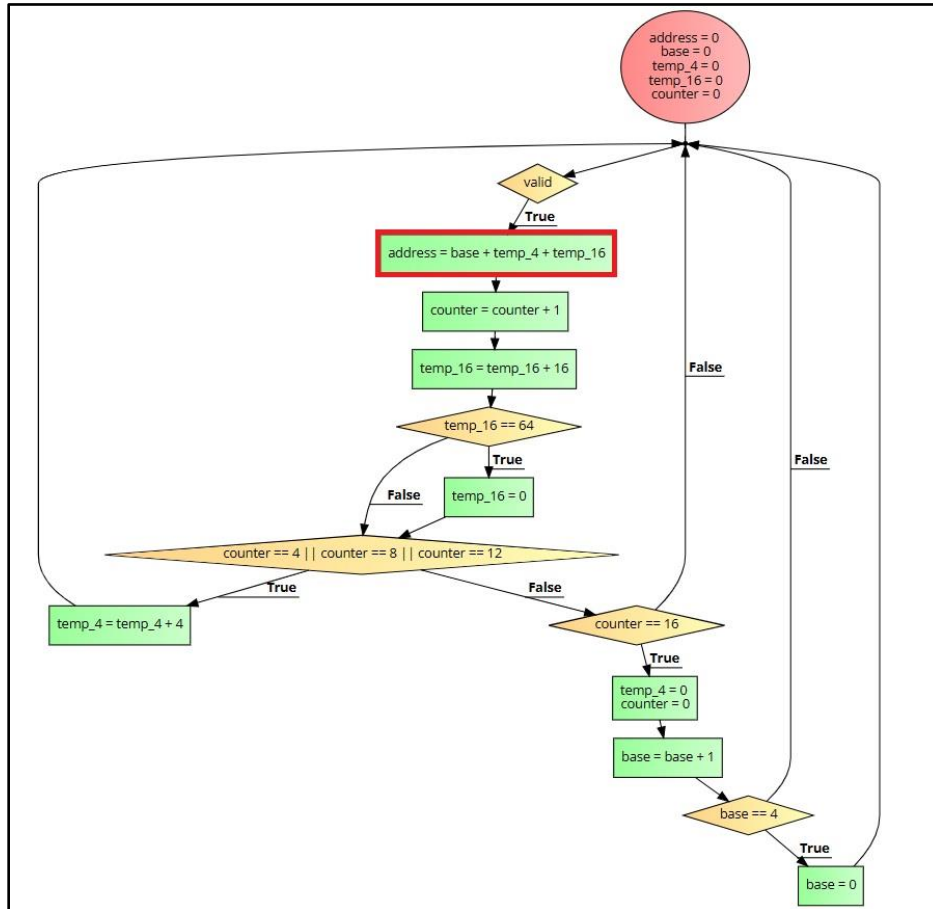 address = 0
base = 0
temp_4 = 0
temp_16 = 0
counter = 0
valid
True
address = base + temp_4 + temp_16
counter = counter + 1
temp_16 = temp_16 + 16
False
temp_16 == 64
True
False
False
temp_16 = 0
counter == 4 || counter == 8 || counter == 12
True
False
temp_4 = temp_4 + 4
counter == 16
True
temp_4 = 0
counter = 0
base = base + 1
base == 4
True
base = 0